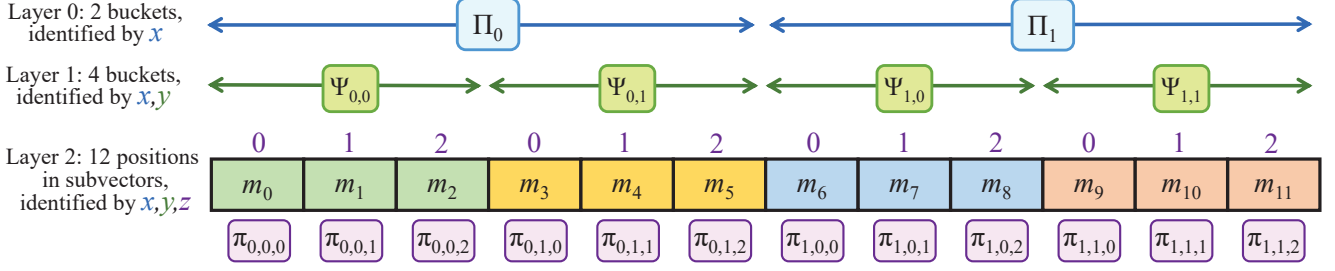 Layer 0: 2 buckets,
identified by x
Π0 Π1
Layer 1: 4 buckets,
identified by x,y
Ψ0,0 Ψ0,1 Ψ1,0 Ψ1,1
0 1 2 0 1 2 0 1 2 0 1 2
Layer 2: 12 positions
in subvectors,
identified by x,y,z
m0 m1 m2 m3 m4 m5 m6 m7 m8 m9 m10 m11
π0,0,0 π0,0,1 π0,0,2 π0,1,0 π0,1,1 π0,1,2 π1,0,0 π1,0,1 π1,0,2 π1,1,0 π1,1,1 π1,1,2